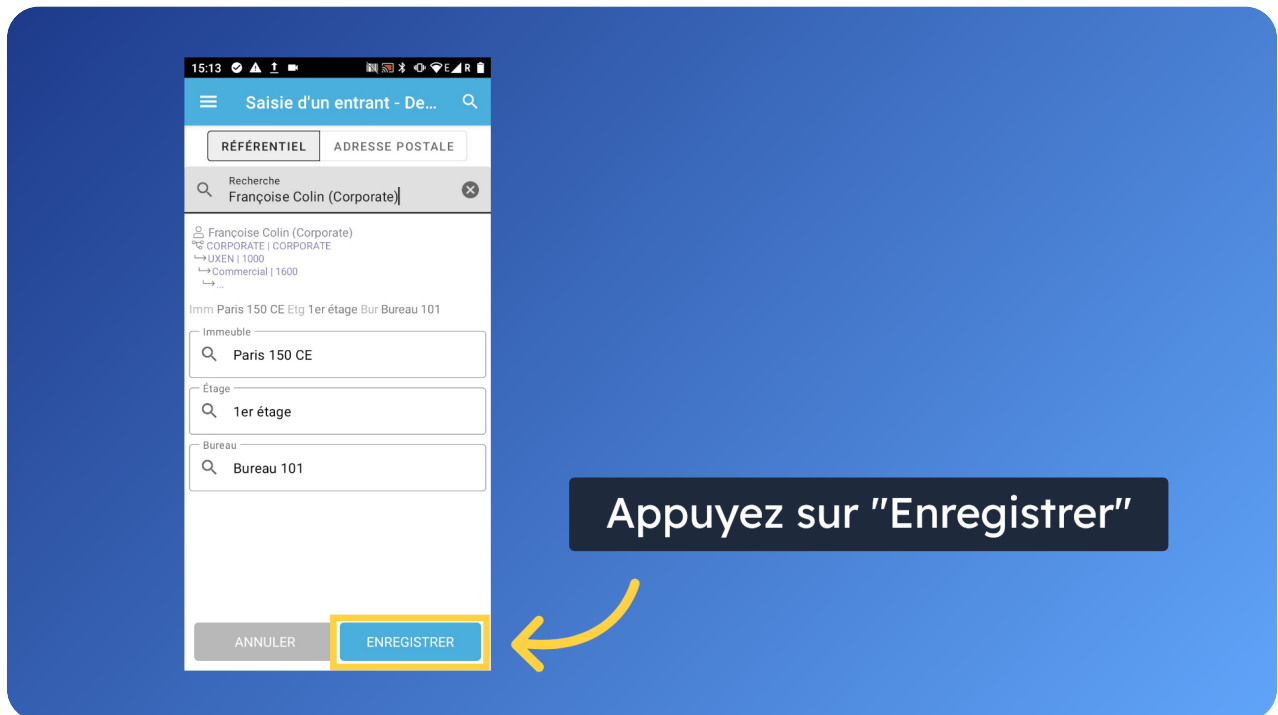 15:13
E R
Saisie d'un entrant - De...
RÉFÉRENTIEL ADRESSE POSTALE
Recherche
Françoise Colin (Corporate)
Françoise Colin (Corporate)
CORPORATE | CORPORATE
UXEN | 1000
Commercial | 1600
...
Imm Paris 150 CE Etg 1er étage Bur Bureau 101
Immeuble
Paris 150 CE
Étage
1er étage
Bureau
Bureau 101
Appuyez sur "Enregistrer"
ANNULER ENREGISTRER